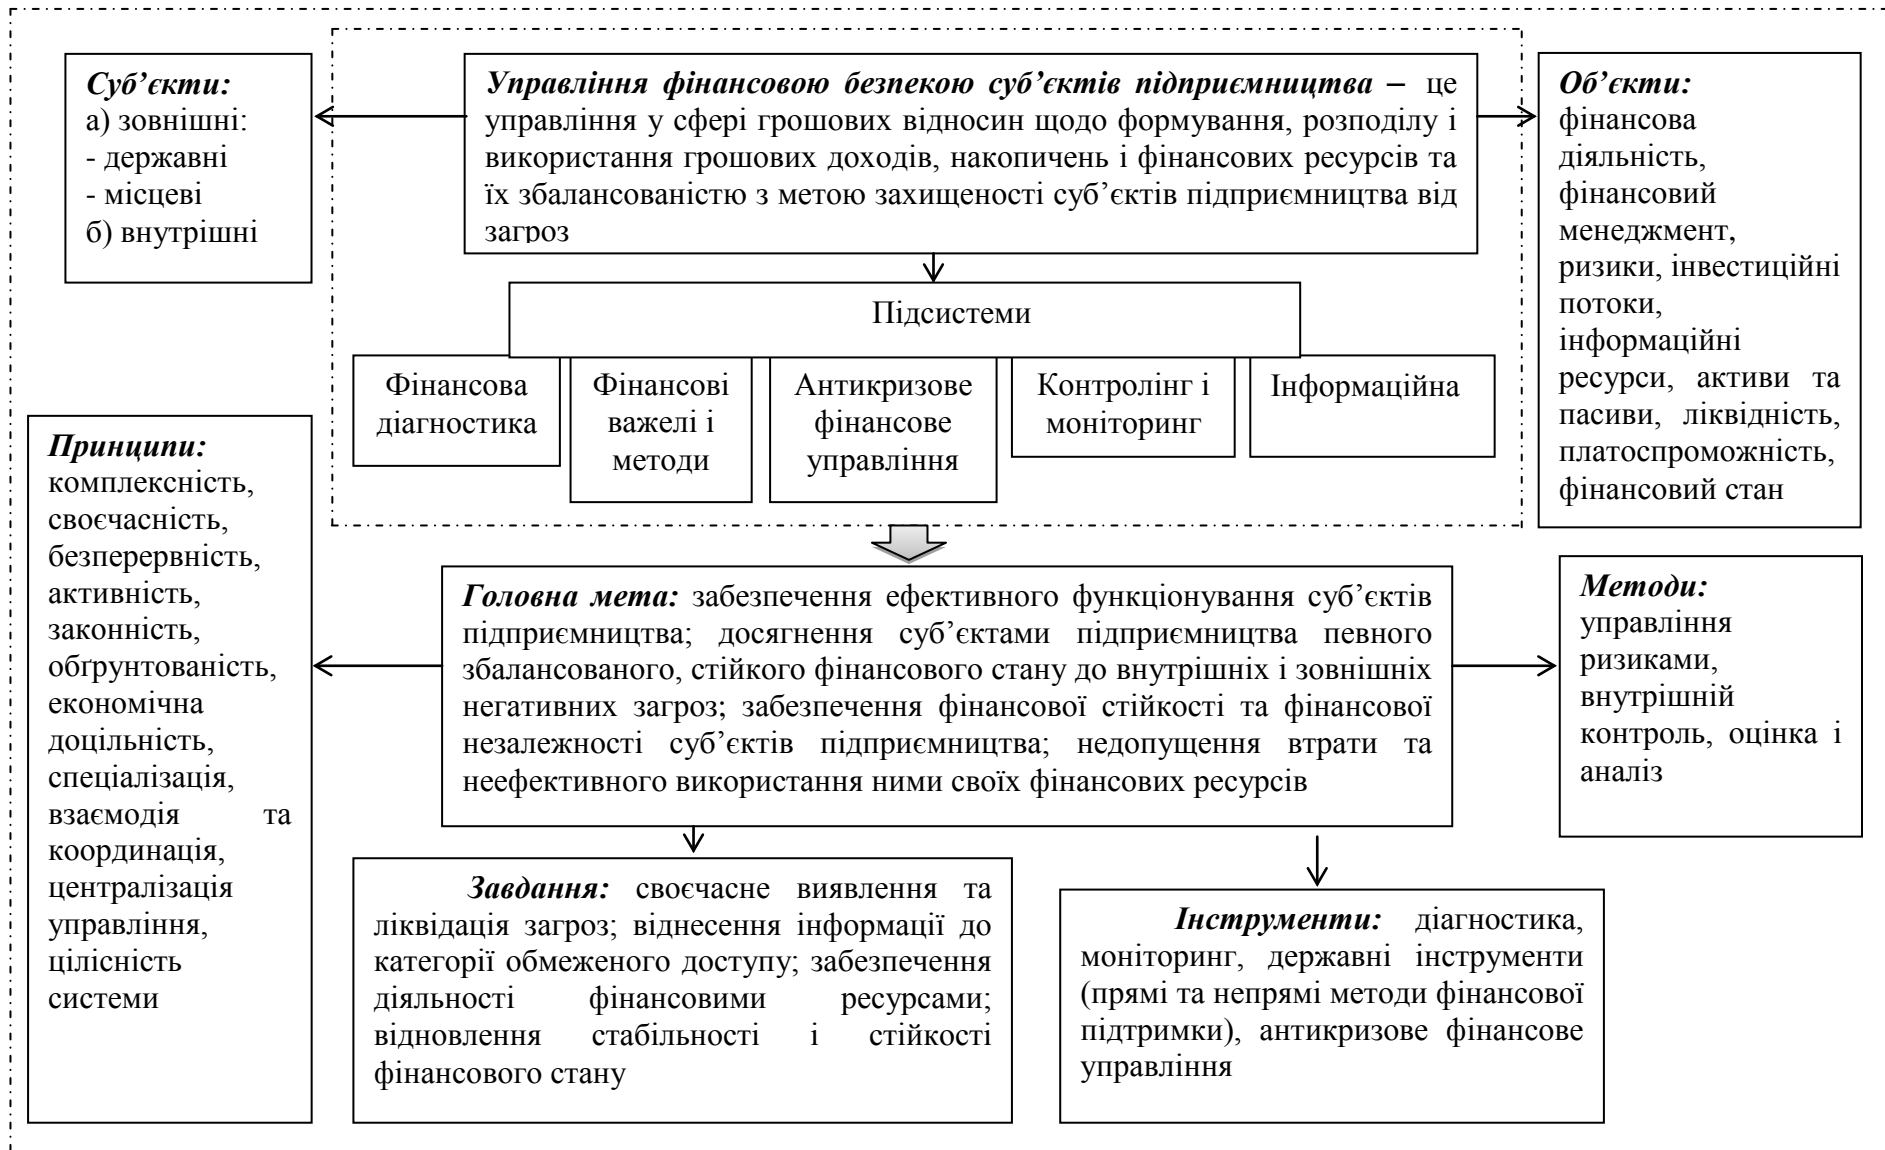 Суб’єкти:
а) зовнішні:
- державні
- місцеві
б) внутрішні
Управління фінансовою безпекою суб’єктів підприємництва – це
управління у сфері грошових відносин щодо формування, розподілу і
використання грошових доходів, накопичень і фінансових ресурсів та
їх збалансованістю з метою захищеності суб’єктів підприємництва від
загроз
Об’єкти:
фінансова
діяльність,
фінансовий
менеджмент,
ризики, інвестиційні
потоки,
інформаційні
ресурси, активи та
пасиви, ліквідність,
платоспроможність,
фінансовий стан
Підсистеми
Фінансова
діагностика
Фінансові
важелі і
методи
Антикризове
фінансове
управління
Контролінг і
моніторинг
Інформаційна
Принципи:
комплексність,
своєчасність,
безперервність,
активність,
законність,
обґрунтованість,
економічна
доцільність,
спеціалізація,
взаємодія та
координація,
централізація
управління,
цілісність
системи
Головна мета: забезпечення ефективного функціонування суб’єктів
підприємництва; досягнення суб’єктами підприємництва певного
збалансованого, стійкого фінансового стану до внутрішніх і зовнішніх
негативних загроз; забезпечення фінансової стійкості та фінансової
незалежності суб’єктів підприємництва; недопущення втрати та
неефективного використання ними своїх фінансових ресурсів
Методи:
управління
ризиками,
внутрішній
контроль, оцінка і
аналіз
Завдання: своєчасне виявлення та
ліквідація загроз; віднесення інформації до
категорії обмеженого доступу; забезпечення
діяльності фінансовими ресурсами;
відновлення стабільності і стійкості
фінансового стану
Інструменти: діагностика,
моніторинг, державні інструменти
(прямі та непрямі методи фінансової
підтримки), антикризове фінансове
управління